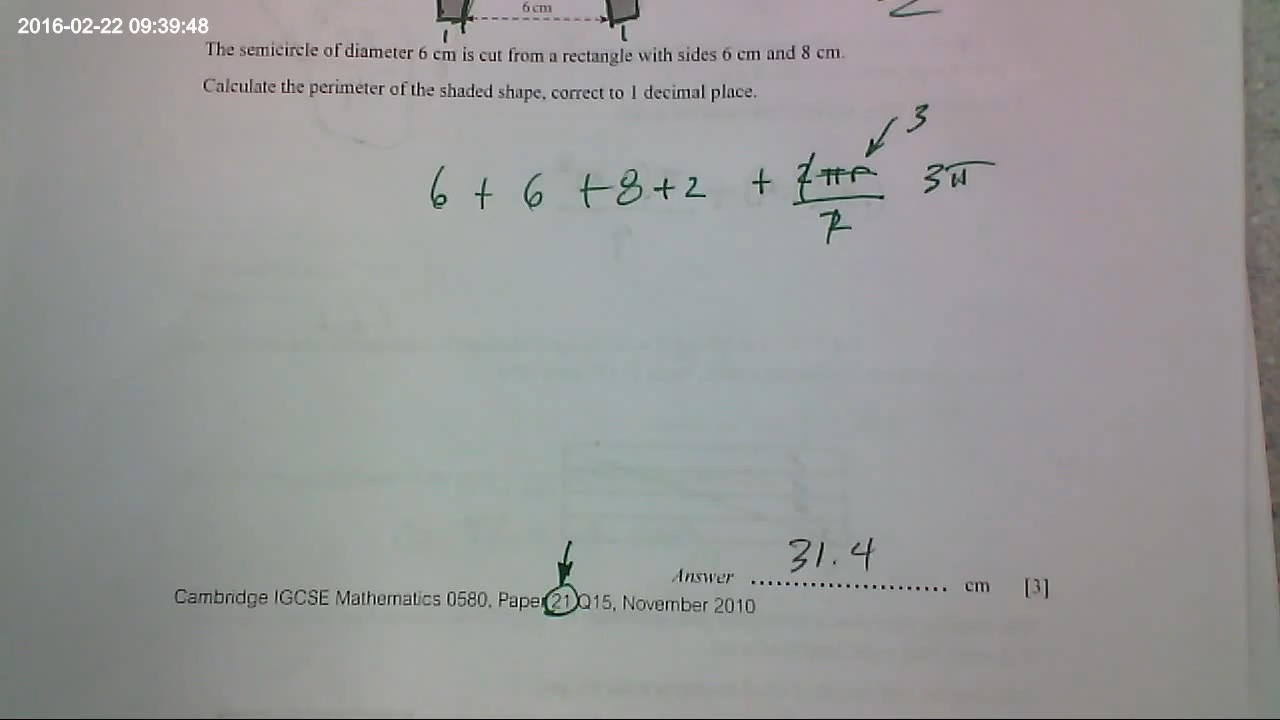 2016-02-22 09:39:48
6 cm
1 1
The semicircle of diameter 6 cm is cut from a rectangle with sides 6 cm and 8 cm.
Calculate the perimeter of the shaded shape, correct to 1 decimal place.
3
6 + 6 + 8 + 2 + 2πr 3π
2
31.4
Answer ........................ cm [3]
Cambridge IGCSE Mathematics 0580, Paper 21 Q15, November 2010